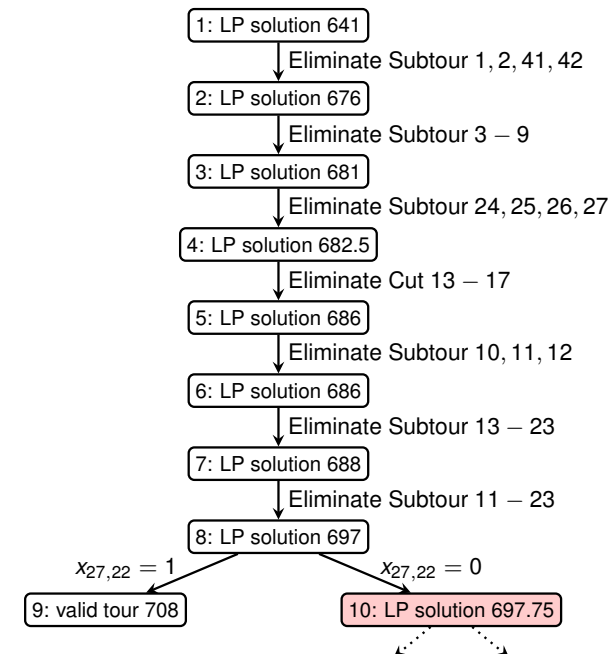 1: LP solution 641
Eliminate Subtour 1, 2, 41, 42
2: LP solution 676
Eliminate Subtour 3 − 9
3: LP solution 681
Eliminate Subtour 24, 25, 26, 27
4: LP solution 682.5
Eliminate Cut 13 − 17
5: LP solution 686
Eliminate Subtour 10, 11, 12
6: LP solution 686
Eliminate Subtour 13 − 23
7: LP solution 688
Eliminate Subtour 11 − 23
8: LP solution 697
x27,22 = 1 x27,22 = 0
9: valid tour 708 10: LP solution 697.75